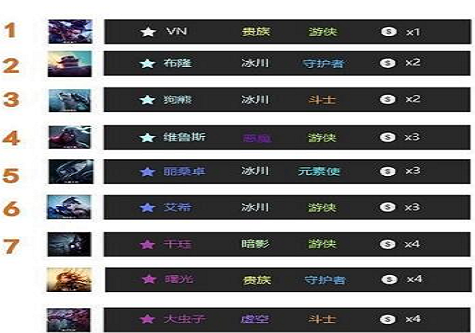 1 VN 贵族 游侠 $ x1
2 布隆 冰川 守护者 $ x2
3 狗熊 冰川 斗士 $ x2
4 维鲁斯 恶魔 游侠 $ x3
5 丽桑卓 冰川 元素使 $ x3
6 艾希 冰川 游侠 $ x3
7 千珏 暗影 游侠 $ x4
曙光 贵族 守护者 $ x4
大虫子 虚空 斗士 $ x4